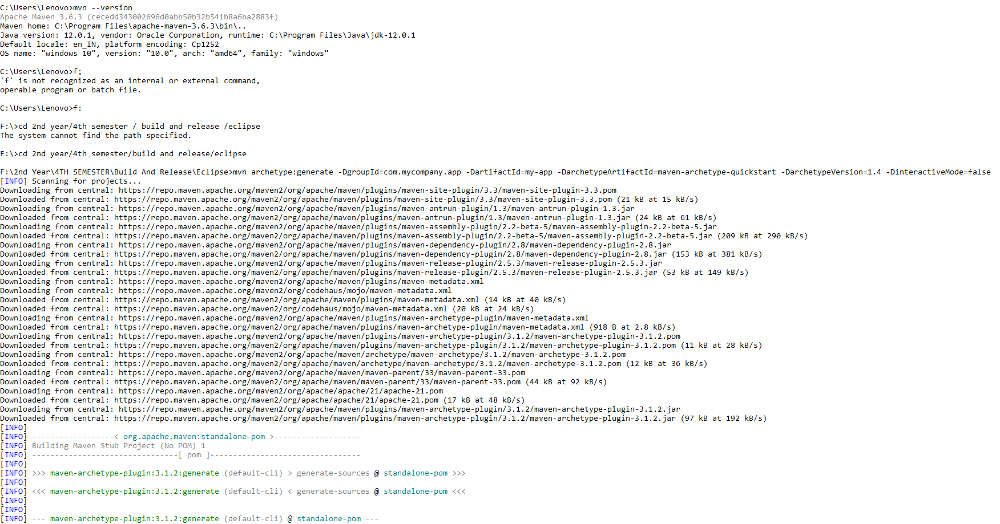 C:\Users\Lenovo>mvn --version
Apache Maven 3.6.3 (cecedd343002696d0abb50b32b541b8a6ba2883f)
Maven home: C:\Program Files\apache-maven-3.6.3\bin\..
Java version: 12.0.1, vendor: Oracle Corporation, runtime: C:\Program Files\Java\jdk-12.0.1
Default locale: en_IN, platform encoding: Cp1252
OS name: "windows 10", version: "10.0", arch: "amd64", family: "windows"
C:\Users\Lenovo>f;
'f' is not recognized as an internal or external command,
operable program or batch file.
C:\Users\Lenovo>f:
F:\>cd 2nd year/4th semester / build and release /eclipse
The system cannot find the path specified.
F:\>cd 2nd year/4th semester/build and release/eclipse
F:\2nd Year\4TH SEMESTER\Build And Release\Eclipse>mvn archetype:generate -DgroupId=com.mycompany.app -DartifactId=my-app -DarchetypeArtifactId=maven-archetype-quickstart -DarchetypeVersion=1.4 -DinteractiveMode=false
[INFO] Scanning for projects...
Downloading from central: https://repo.maven.apache.org/maven2/org/apache/maven/plugins/maven-site-plugin/3.3/maven-site-plugin-3.3.pom
Downloaded from central: https://repo.maven.apache.org/maven2/org/apache/maven/plugins/maven-site-plugin/3.3/maven-site-plugin-3.3.pom (21 kB at 15 kB/s)
Downloading from central: https://repo.maven.apache.org/maven2/org/apache/maven/plugins/maven-antrun-plugin/1.3/maven-antrun-plugin-1.3.jar
Downloaded from central: https://repo.maven.apache.org/maven2/org/apache/maven/plugins/maven-antrun-plugin/1.3/maven-antrun-plugin-1.3.jar (24 kB at 61 kB/s)
Downloading from central: https://repo.maven.apache.org/maven2/org/apache/maven/plugins/maven-assembly-plugin/2.2-beta-5/maven-assembly-plugin-2.2-beta-5.jar
Downloaded from central: https://repo.maven.apache.org/maven2/org/apache/maven/plugins/maven-assembly-plugin/2.2-beta-5/maven-assembly-plugin-2.2-beta-5.jar (209 kB at 290 kB/s)
Downloading from central: https://repo.maven.apache.org/maven2/org/apache/maven/plugins/maven-dependency-plugin/2.8/maven-dependency-plugin-2.8.jar
Downloaded from central: https://repo.maven.apache.org/maven2/org/apache/maven/plugins/maven-dependency-plugin/2.8/maven-dependency-plugin-2.8.jar (153 kB at 381 kB/s)
Downloading from central: https://repo.maven.apache.org/maven2/org/apache/maven/plugins/maven-release-plugin/2.5.3/maven-release-plugin-2.5.3.jar
Downloaded from central: https://repo.maven.apache.org/maven2/org/apache/maven/plugins/maven-release-plugin/2.5.3/maven-release-plugin-2.5.3.jar (53 kB at 149 kB/s)
Downloading from central: https://repo.maven.apache.org/maven2/org/apache/maven/plugins/maven-metadata.xml
Downloading from central: https://repo.maven.apache.org/maven2/org/codehaus/mojo/maven-metadata.xml
Downloaded from central: https://repo.maven.apache.org/maven2/org/apache/maven/plugins/maven-metadata.xml (14 kB at 40 kB/s)
Downloaded from central: https://repo.maven.apache.org/maven2/org/codehaus/mojo/maven-metadata.xml (20 kB at 24 kB/s)
Downloading from central: https://repo.maven.apache.org/maven2/org/apache/maven/plugins/maven-archetype-plugin/maven-metadata.xml
Downloaded from central: https://repo.maven.apache.org/maven2/org/apache/maven/plugins/maven-archetype-plugin/maven-metadata.xml (918 B at 2.8 kB/s)
Downloading from central: https://repo.maven.apache.org/maven2/org/apache/maven/plugins/maven-archetype-plugin/3.1.2/maven-archetype-plugin-3.1.2.pom
Downloaded from central: https://repo.maven.apache.org/maven2/org/apache/maven/plugins/maven-archetype-plugin/3.1.2/maven-archetype-plugin-3.1.2.pom (11 kB at 28 kB/s)
Downloading from central: https://repo.maven.apache.org/maven2/org/apache/maven/archetype/maven-archetype/3.1.2/maven-archetype-3.1.2.pom
Downloaded from central: https://repo.maven.apache.org/maven2/org/apache/maven/archetype/maven-archetype/3.1.2/maven-archetype-3.1.2.pom (12 kB at 36 kB/s)
Downloading from central: https://repo.maven.apache.org/maven2/org/apache/maven/maven-parent/33/maven-parent-33.pom
Downloaded from central: https://repo.maven.apache.org/maven2/org/apache/maven/maven-parent/33/maven-parent-33.pom (44 kB at 92 kB/s)
Downloading from central: https://repo.maven.apache.org/maven2/org/apache/apache/21/apache-21.pom
Downloaded from central: https://repo.maven.apache.org/maven2/org/apache/apache/21/apache-21.pom (17 kB at 48 kB/s)
Downloading from central: https://repo.maven.apache.org/maven2/org/apache/maven/plugins/maven-archetype-plugin/3.1.2/maven-archetype-plugin-3.1.2.jar
Downloaded from central: https://repo.maven.apache.org/maven2/org/apache/maven/plugins/maven-archetype-plugin/3.1.2/maven-archetype-plugin-3.1.2.jar (97 kB at 192 kB/s)
[INFO]
[INFO] ------------------< org.apache.maven:standalone-pom >-------------------
[INFO] Building Maven Stub Project (No POM) 1
[INFO] --------------------------------[ pom ]---------------------------------
[INFO]
[INFO] >>> maven-archetype-plugin:3.1.2:generate (default-cli) > generate-sources @ standalone-pom >>>
[INFO]
[INFO] <<< maven-archetype-plugin:3.1.2:generate (default-cli) < generate-sources @ standalone-pom <<<
[INFO]
[INFO]
[INFO] --- maven-archetype-plugin:3.1.2:generate (default-cli) @ standalone-pom ---